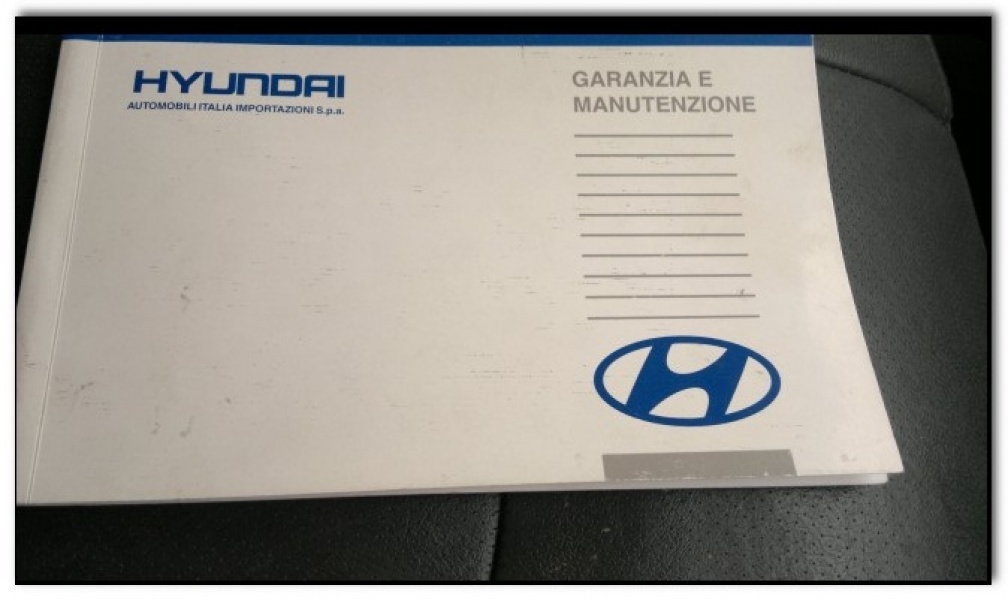 HYUNDAI
AUTOMOBILI ITALIA IMPORTAZIONI S.p.a.
GARANZIA E
MANUTENZIONE